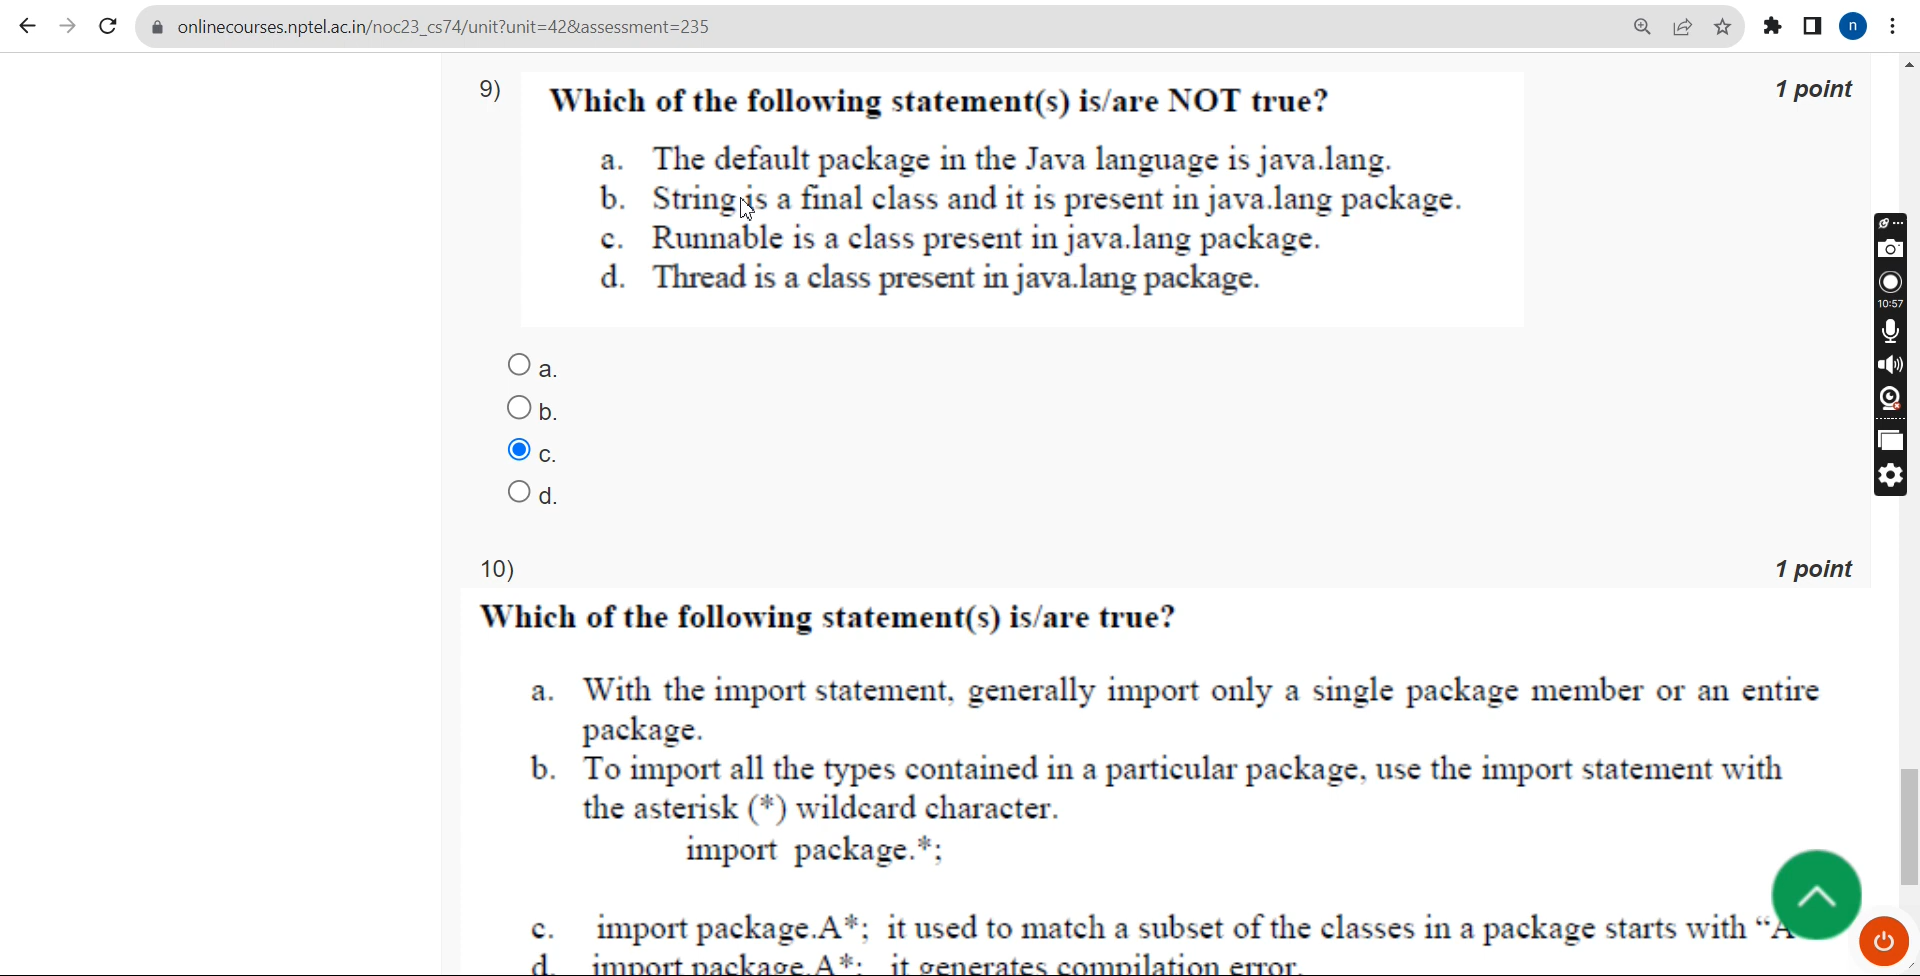 onlinecourses.nptel.ac.in/noc23_cs74/unit?unit=42&assessment=235
n
9)
1 point
Which of the following statement(s) is/are NOT true?
a. The default package in the Java language is java.lang.
b. String is a final class and it is present in java.lang package.
c. Runnable is a class present in java.lang package.
d. Thread is a class present in java.lang package.
10:57
a.
b.
c.
d.
10)
1 point
Which of the following statement(s) is/are true?
a. With the import statement, generally import only a single package member or an entire
package.
b. To import all the types contained in a particular package, use the import statement with
the asterisk (*) wildcard character.
import package.*;
c. import package.A*; it used to match a subset of the classes in a package starts with “A
d. import package.A*; it generates compilation error.